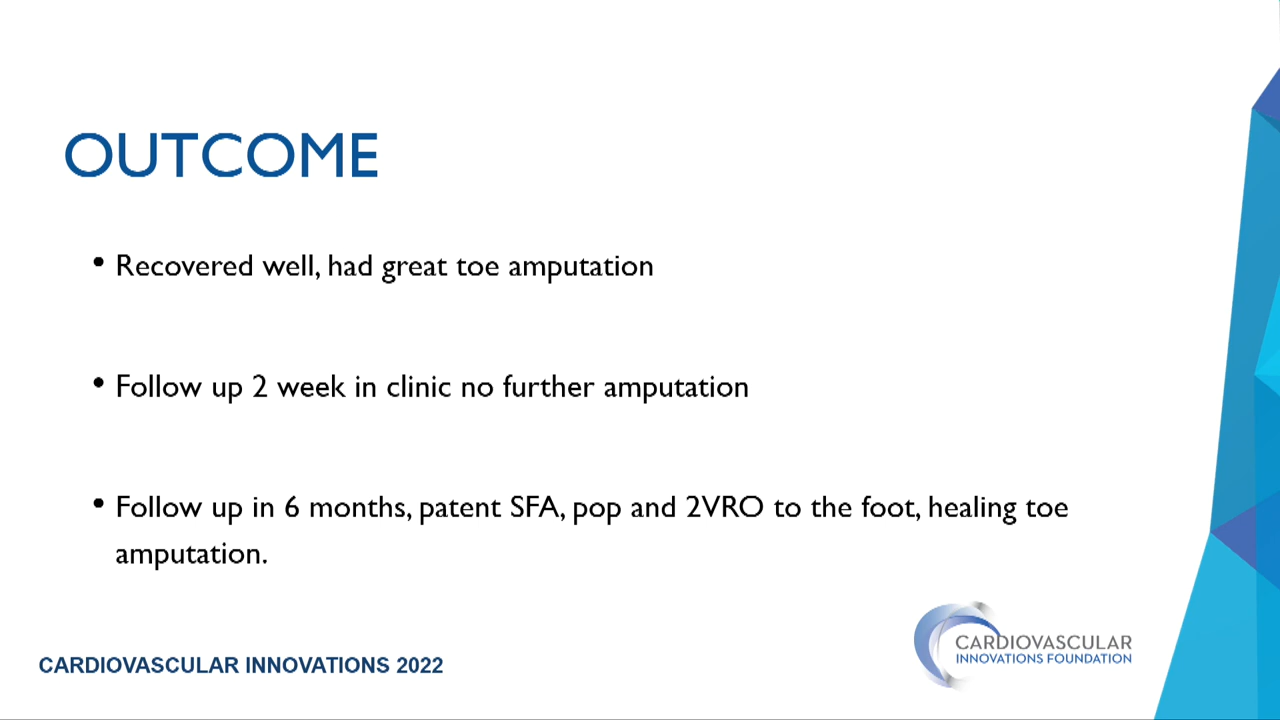 OUTCOME
• Recovered well, had great toe amputation
• Follow up 2 week in clinic no further amputation
• Follow up in 6 months, patent SFA, pop and 2VRO to the foot, healing toe
amputation.
CARDIOVASCULAR
INNOVATIONS FOUNDATION
CARDIOVASCULAR INNOVATIONS 2022